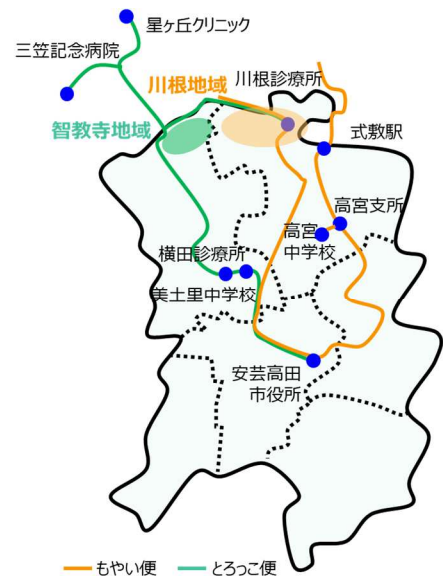 星ヶ丘クリニック
三笠記念病院
川根地域
川根診療所
智教寺地域
式敷駅
高宮支所
高宮
中学校
横田診療所
美土里中学校
安芸高田
市役所
もやい便
とろっこ便